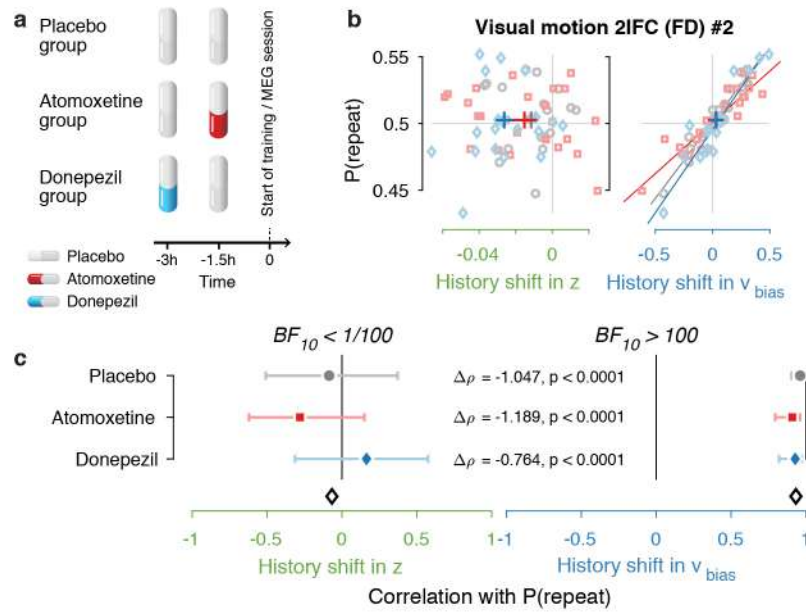 a
Placebo
group
Atomoxetine
group
Donepezil
group
Start of training / MEG session
-3h -1.5h 0
Time
Placebo
Atomoxetine
Donepezil
b
Visual motion 2IFC (FD) #2
P(repeat)
0.55
0.5
0.45
-0.04 0
History shift in z
-0.5 0 0.5
History shift in v bias
c
BF10 < 1/100 BF10 > 100
Placebo Δρ = -1.047, p < 0.0001
Atomoxetine Δρ = -1.189, p < 0.0001
Donepezil Δρ = -0.764, p < 0.0001
-1 -0.5 0 0.5 1
History shift in z
-1 -0.5 0 0.5 1
History shift in v bias
Correlation with P(repeat)